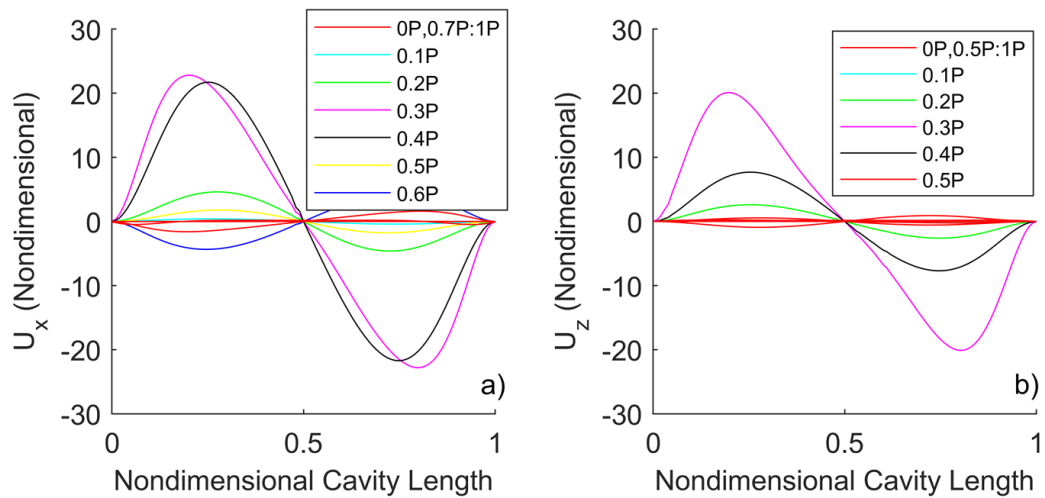 30
20
10
0
-10
-20
-30
U_x (Nondimensional)
0P,0.7P:1P
0.1P
0.2P
0.3P
0.4P
0.5P
0.6P
a)
0
0.5
1
Nondimensional Cavity Length
30
20
10
0
-10
-20
-30
U_z (Nondimensional)
0P,0.5P:1P
0.1P
0.2P
0.3P
0.4P
0.5P
b)
0
0.5
1
Nondimensional Cavity Length